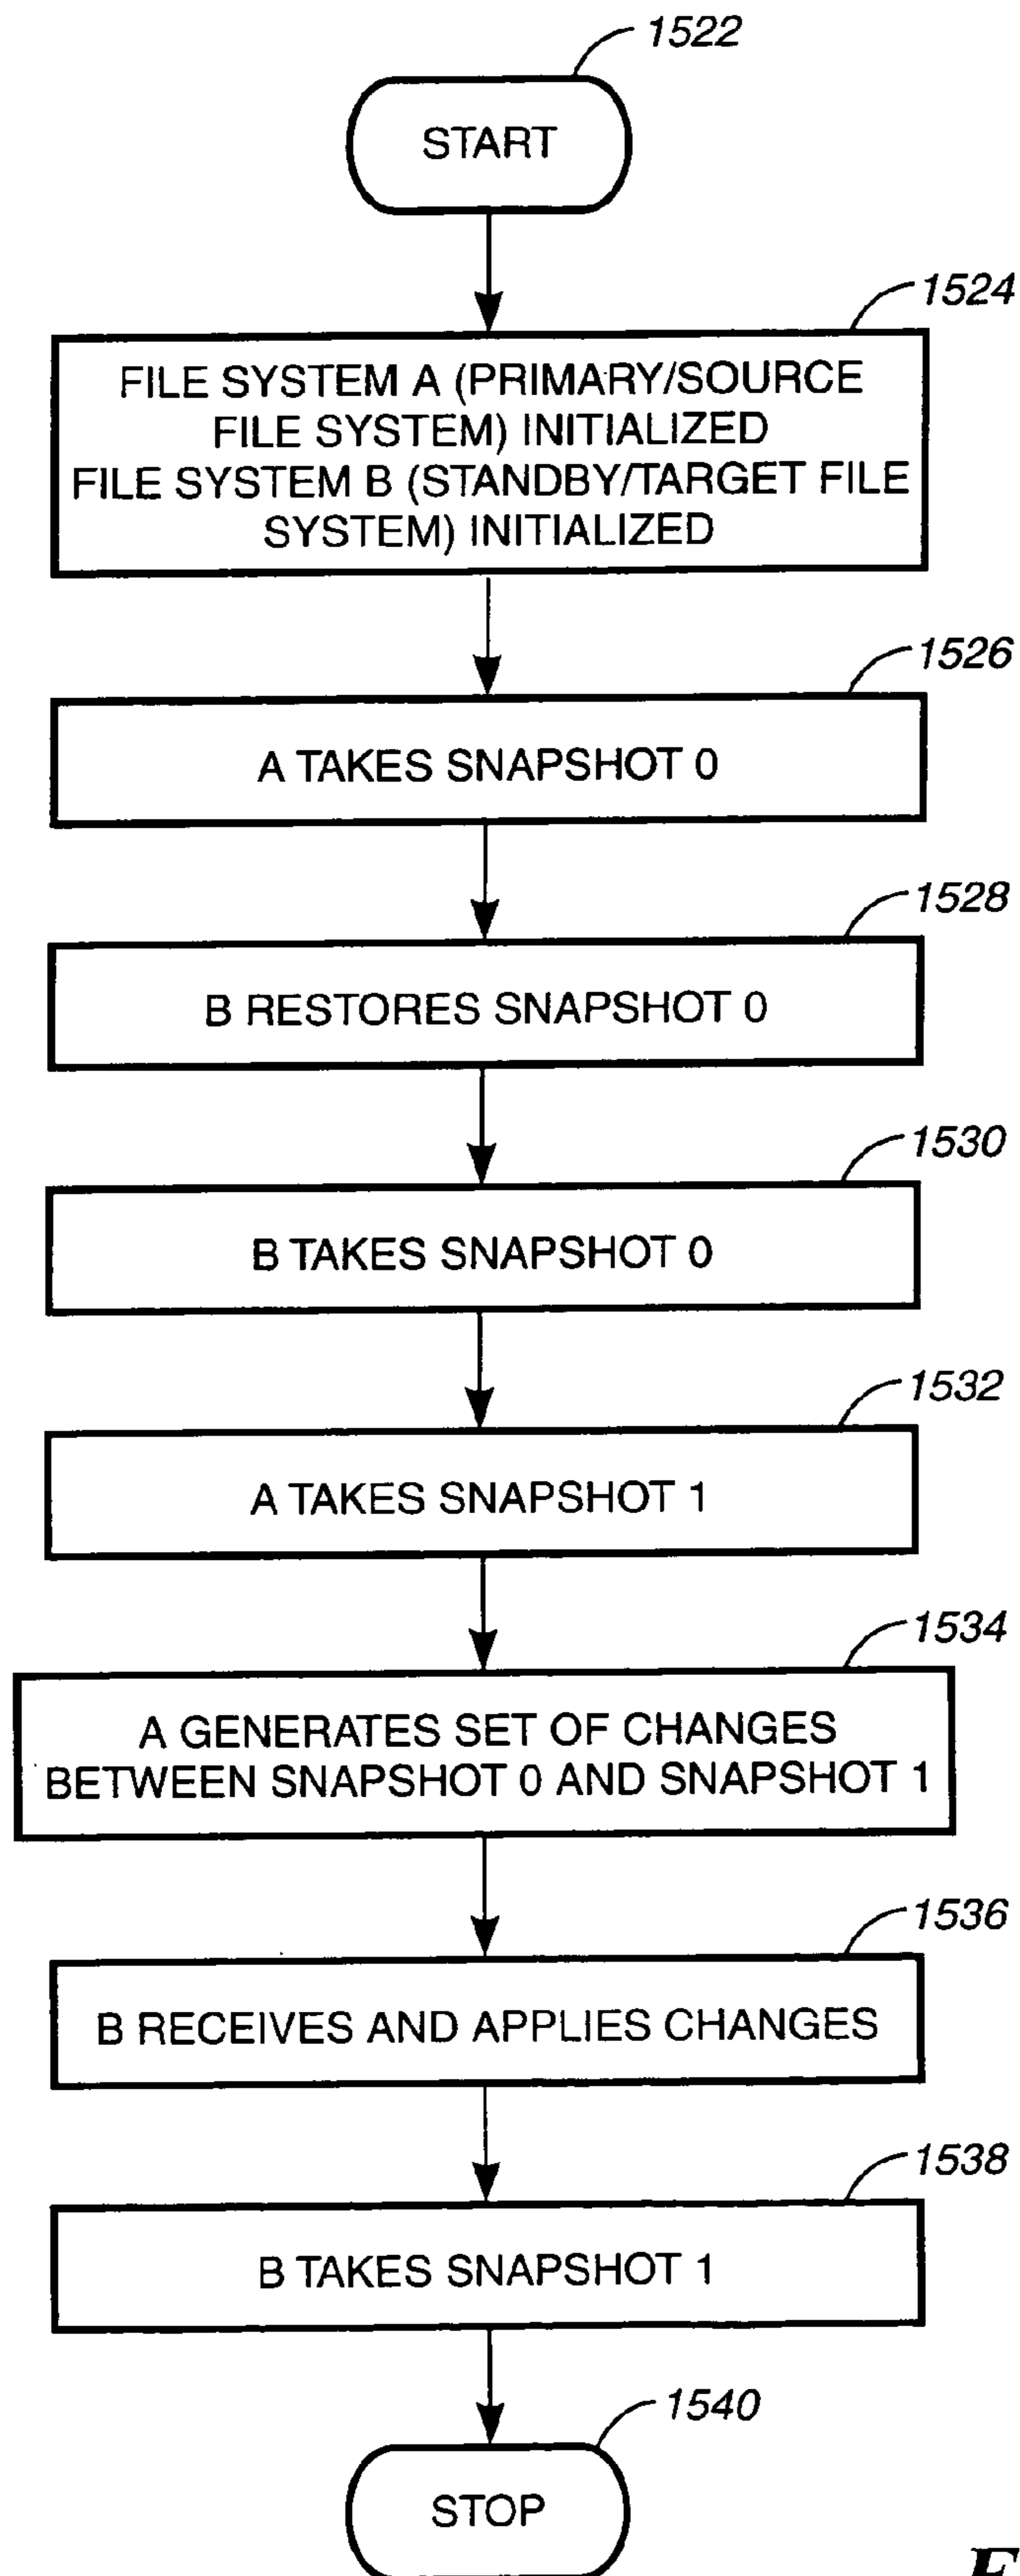 1522
START
1524
FILE SYSTEM A (PRIMARY/SOURCE
FILE SYSTEM) INITIALIZED
FILE SYSTEM B (STANDBY/TARGET FILE
SYSTEM) INITIALIZED
1526
A TAKES SNAPSHOT 0
1528
B RESTORES SNAPSHOT 0
1530
B TAKES SNAPSHOT 0
1532
A TAKES SNAPSHOT 1
1534
A GENERATES SET OF CHANGES
BETWEEN SNAPSHOT 0 AND SNAPSHOT 1
1536
B RECEIVES AND APPLIES CHANGES
1538
B TAKES SNAPSHOT 1
1540
STOP